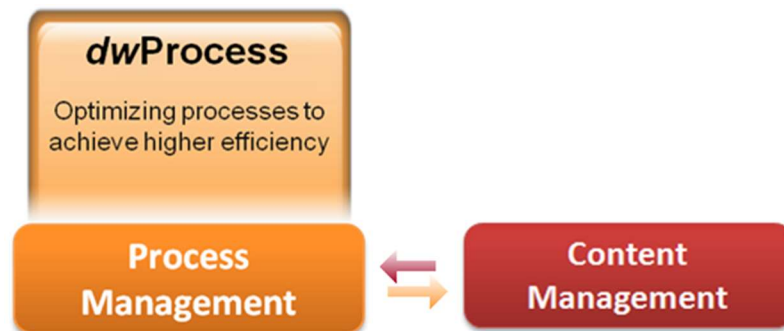 dwProcess
Optimizing processes to
achieve higher efficiency
Process
Management
Content
Management